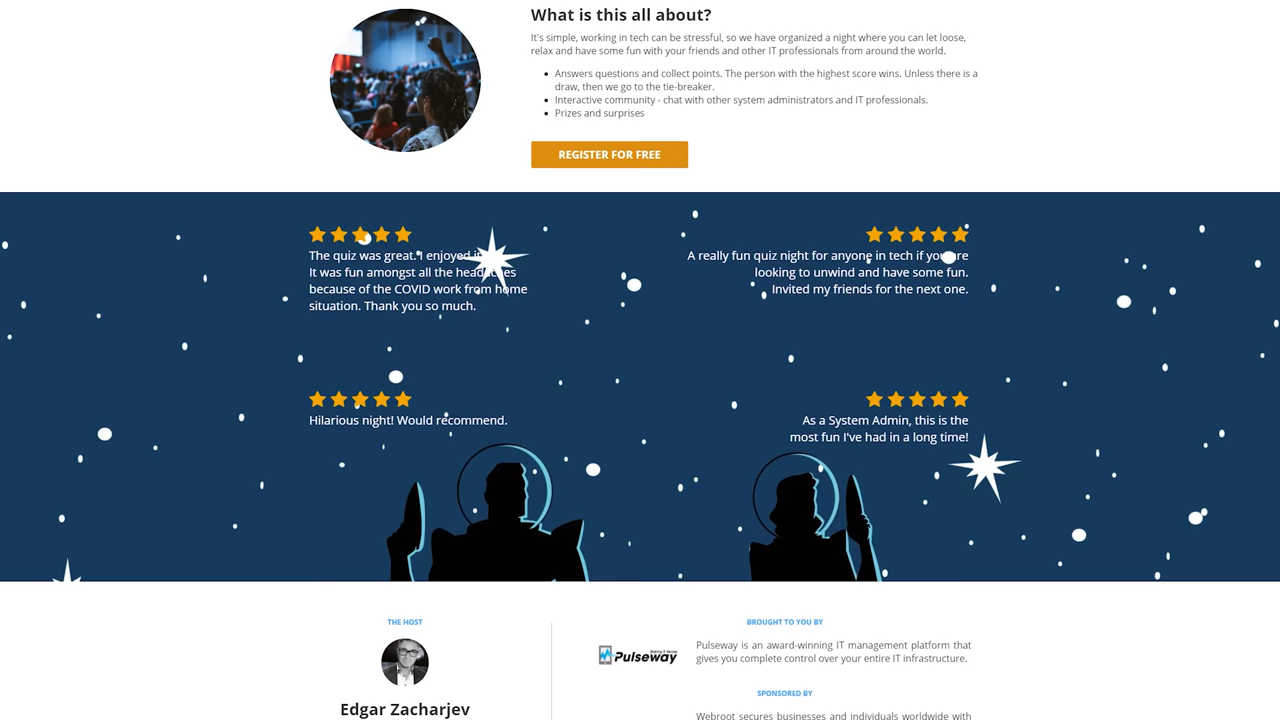 What is this all about?
It's simple, working in tech can be stressful, so we have organized a night where you can let loose,
relax and have some fun with your friends and other IT professionals from around the world.
Answers questions and collect points. The person with the highest score wins. Unless there is a
draw, then we go to the tie-breaker.
Interactive community - chat with other system administrators and IT professionals.
Prizes and surprises
REGISTER FOR FREE
The quiz was great. I enjoyed it.
It was fun amongst all the headaches
because of the COVID work from home
situation. Thank you so much.
A really fun quiz night for anyone in tech if you are
looking to unwind and have some fun.
Invited my friends for the next one.
Hilarious night! Would recommend.
As a System Admin, this is the
most fun I've had in a long time!
THE HOST
Edgar Zacharjev
BROUGHT TO YOU BY
Pulseway
Pulseway is an award-winning IT management platform that
gives you complete control over your entire IT infrastructure.
SPONSORED BY
Webroot secures businesses and individuals worldwide with